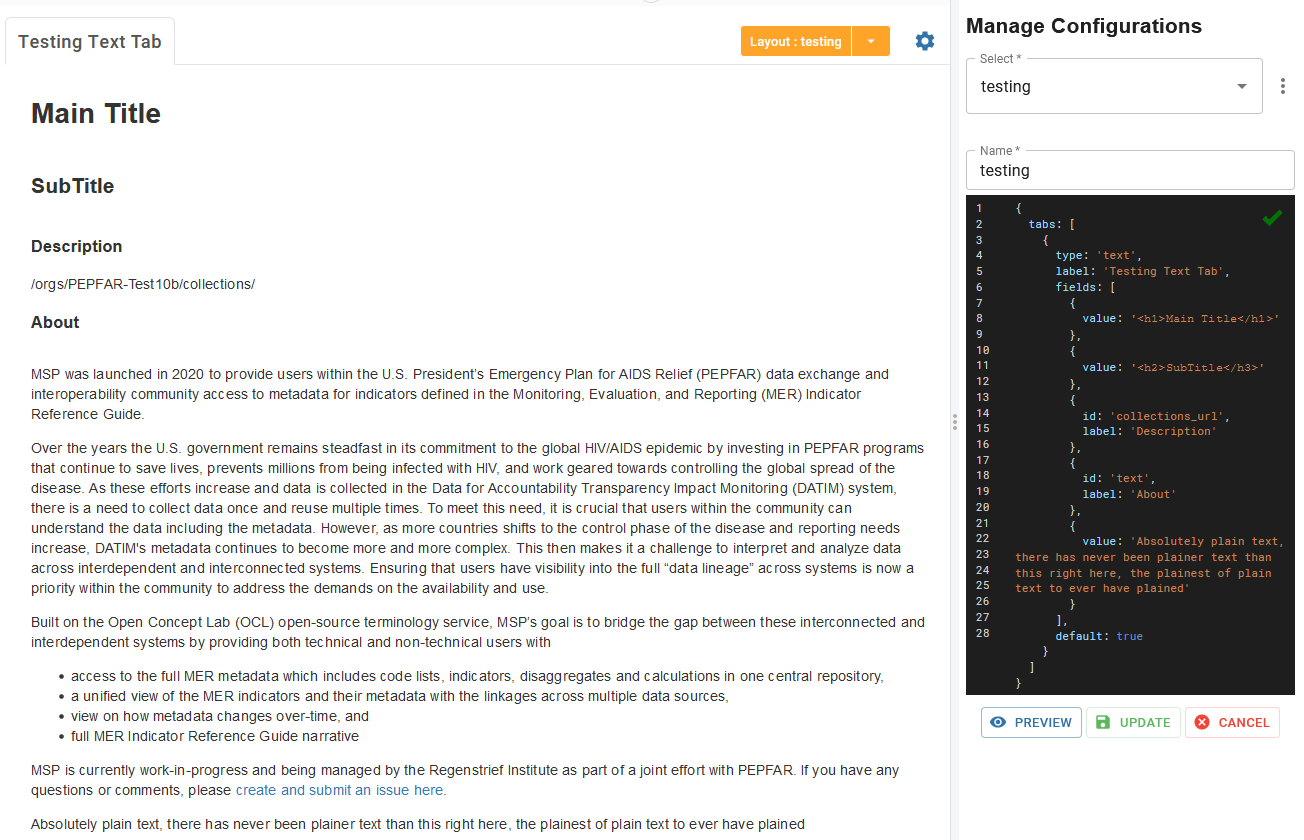 Testing Text Tab
Layout : testing
Main Title
SubTitle
Description
/orgs/PEPFAR-Test10b/collections/
About
MSP was launched in 2020 to provide users within the U.S. President’s Emergency Plan for AIDS Relief (PEPFAR) data exchange and
interoperability community access to metadata for indicators defined in the Monitoring, Evaluation, and Reporting (MER) Indicator
Reference Guide.
Over the years the U.S. government remains steadfast in its commitment to the global HIV/AIDS epidemic by investing in PEPFAR programs
that continue to save lives, prevents millions from being infected with HIV, and work geared towards controlling the global spread of the
disease. As these efforts increase and data is collected in the Data for Accountability Transparency Impact Monitoring (DATIM) system,
there is a need to collect data once and reuse multiple times. To meet this need, it is crucial that users within the community can
understand the data including the metadata. However, as more countries shifts to the control phase of the disease and reporting needs
increase, DATIM's metadata continues to become more and more complex. This then makes it a challenge to interpret and analyze data
across interdependent and interconnected systems. Ensuring that users have visibility into the full “data lineage” across systems is now a
priority within the community to address the demands on the availability and use.
Built on the Open Concept Lab (OCL) open-source terminology service, MSP’s goal is to bridge the gap between these interconnected and
interdependent systems by providing both technical and non-technical users with
• access to the full MER metadata which includes code lists, indicators, disaggregates and calculations in one central repository,
• a unified view of the MER indicators and their metadata with the linkages across multiple data sources,
• view on how metadata changes over-time, and
• full MER Indicator Reference Guide narrative
MSP is currently work-in-progress and being managed by the Regenstrief Institute as part of a joint effort with PEPFAR. If you have any
questions or comments, please create and submit an issue here.
Absolutely plain text, there has never been plainer text than this right here, the plainest of plain text to ever have plained
Manage Configurations
Select *
testing
Name *
testing
1 {
2 tabs: [
3 {
4 type: 'text',
5 label: 'Testing Text Tab',
6 fields: [
7 {
8 value: '<h1>Main Title</h1>'
9 },
10 {
11 value: '<h2>SubTitle</h3>'
12 },
13 {
14 id: 'collections_url',
15 label: 'Description'
16 },
17 {
18 id: 'text',
19 label: 'About'
20 },
21 {
22 value: 'Absolutely plain text,
23 there has never been plainer text than
24 this right here, the plainest of plain
25 text to ever have plained'
26 }
27 ],
28 default: true
}
]
}
PREVIEW
UPDATE
CANCEL